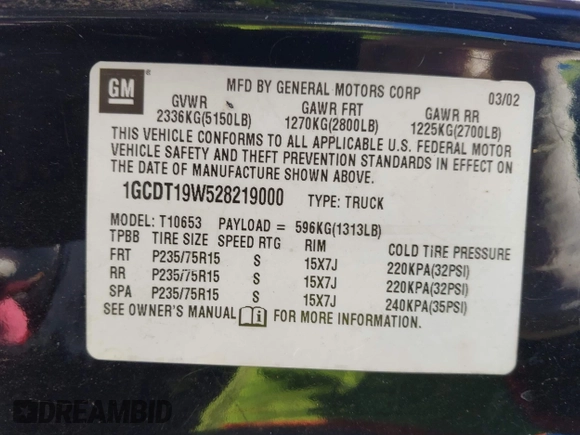 GM
MFD BY GENERAL MOTORS CORP 03/02
GVWR GAWR FRT GAWR RR
2336KG(5150LB) 1270KG(2800LB) 1225KG(2700LB)
THIS VEHICLE CONFORMS TO ALL APPLICABLE U.S. FEDERAL MOTOR
VEHICLE SAFETY AND THEFT PREVENTION STANDARDS IN EFFECT ON
THE DATE OF MANUFACTURE SHOWN ABOVE.
1GCDT19W528219000 TYPE: TRUCK
MODEL: T10653 PAYLOAD = 596KG(1313LB)
TPBB TIRE SIZE SPEED RTG RIM COLD TIRE PRESSURE
FRT P235/75R15 S 15X7J 220KPA(32PSI)
RR P235/75R15 S 15X7J 220KPA(32PSI)
SPA P235/75R15 S 15X7J 240KPA(35PSI)
SEE OWNER'S MANUAL i FOR MORE INFORMATION.
DREAMBID